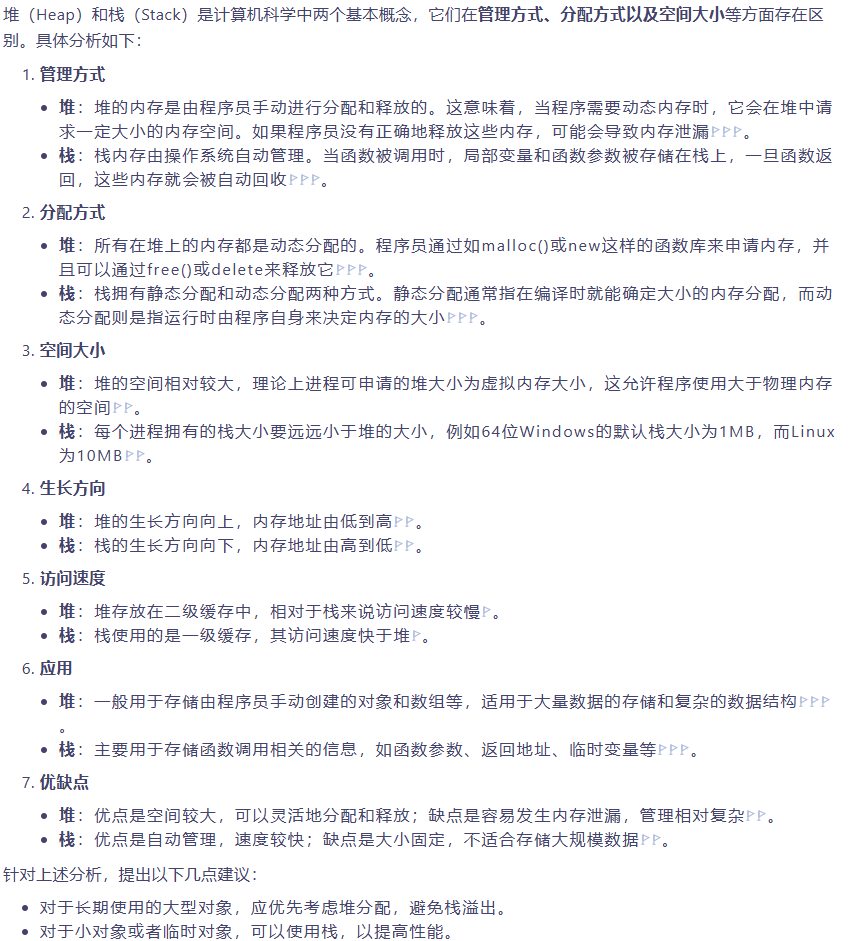 堆（Heap）和栈（Stack）是计算机科学中两个基本概念，它们在管理方式、分配方式以及空间大小等方面存在区
别。具体分析如下：
1. 管理方式
• 堆：堆的内存是由程序员手动进行分配和释放的。这意味着，当程序需要动态内存时，它会在堆中请
求一定大小的内存空间。如果程序员没有正确地释放这些内存，可能会导致内存泄漏。
• 栈：栈内存由操作系统自动管理。当函数被调用时，局部变量和函数参数被存储在栈上，一旦函数返
回，这些内存就会被自动回收。
2. 分配方式
• 堆：所有在堆上的内存都是动态分配的。程序员通过如malloc()或new这样的函数库来申请内存，并
且可以通过free()或delete来释放它。
• 栈：栈拥有静态分配和动态分配两种方式。静态分配通常指在编译时就能确定大小的内存分配，而动
态分配则是指运行时由程序自身来决定内存的大小。
3. 空间大小
• 堆：堆的空间相对较大，理论上进程可申请的堆大小为虚拟内存大小，这允许程序使用大于物理内存
的空间。
• 栈：每个进程拥有的栈大小要远远小于堆的大小，例如64位Windows的默认栈大小为1MB，而Linux
为10MB。
4. 生长方向
• 堆：堆的生长方向向上，内存地址由低到高。
• 栈：栈的生长方向向下，内存地址由高到低。
5. 访问速度
• 堆：堆存放在二级缓存中，相对于栈来说访问速度较慢。
• 栈：栈使用的是一级缓存，其访问速度快于堆。
6. 应用
• 堆：一般用于存储由程序员手动创建的对象和数组等，适用于大量数据的存储和复杂的数据结构
。
• 栈：主要用于存储函数调用相关的信息，如函数参数、返回地址、临时变量等。
7. 优缺点
• 堆：优点是空间较大，可以灵活地分配和释放；缺点是容易发生内存泄漏，管理相对复杂。
• 栈：优点是自动管理，速度较快；缺点是大小固定，不适合存储大规模数据。
针对上述分析，提出以下几点建议：
• 对于长期使用的大型对象，应优先考虑堆分配，避免栈溢出。
• 对于小对象或者临时对象，可以使用栈，以提高性能。